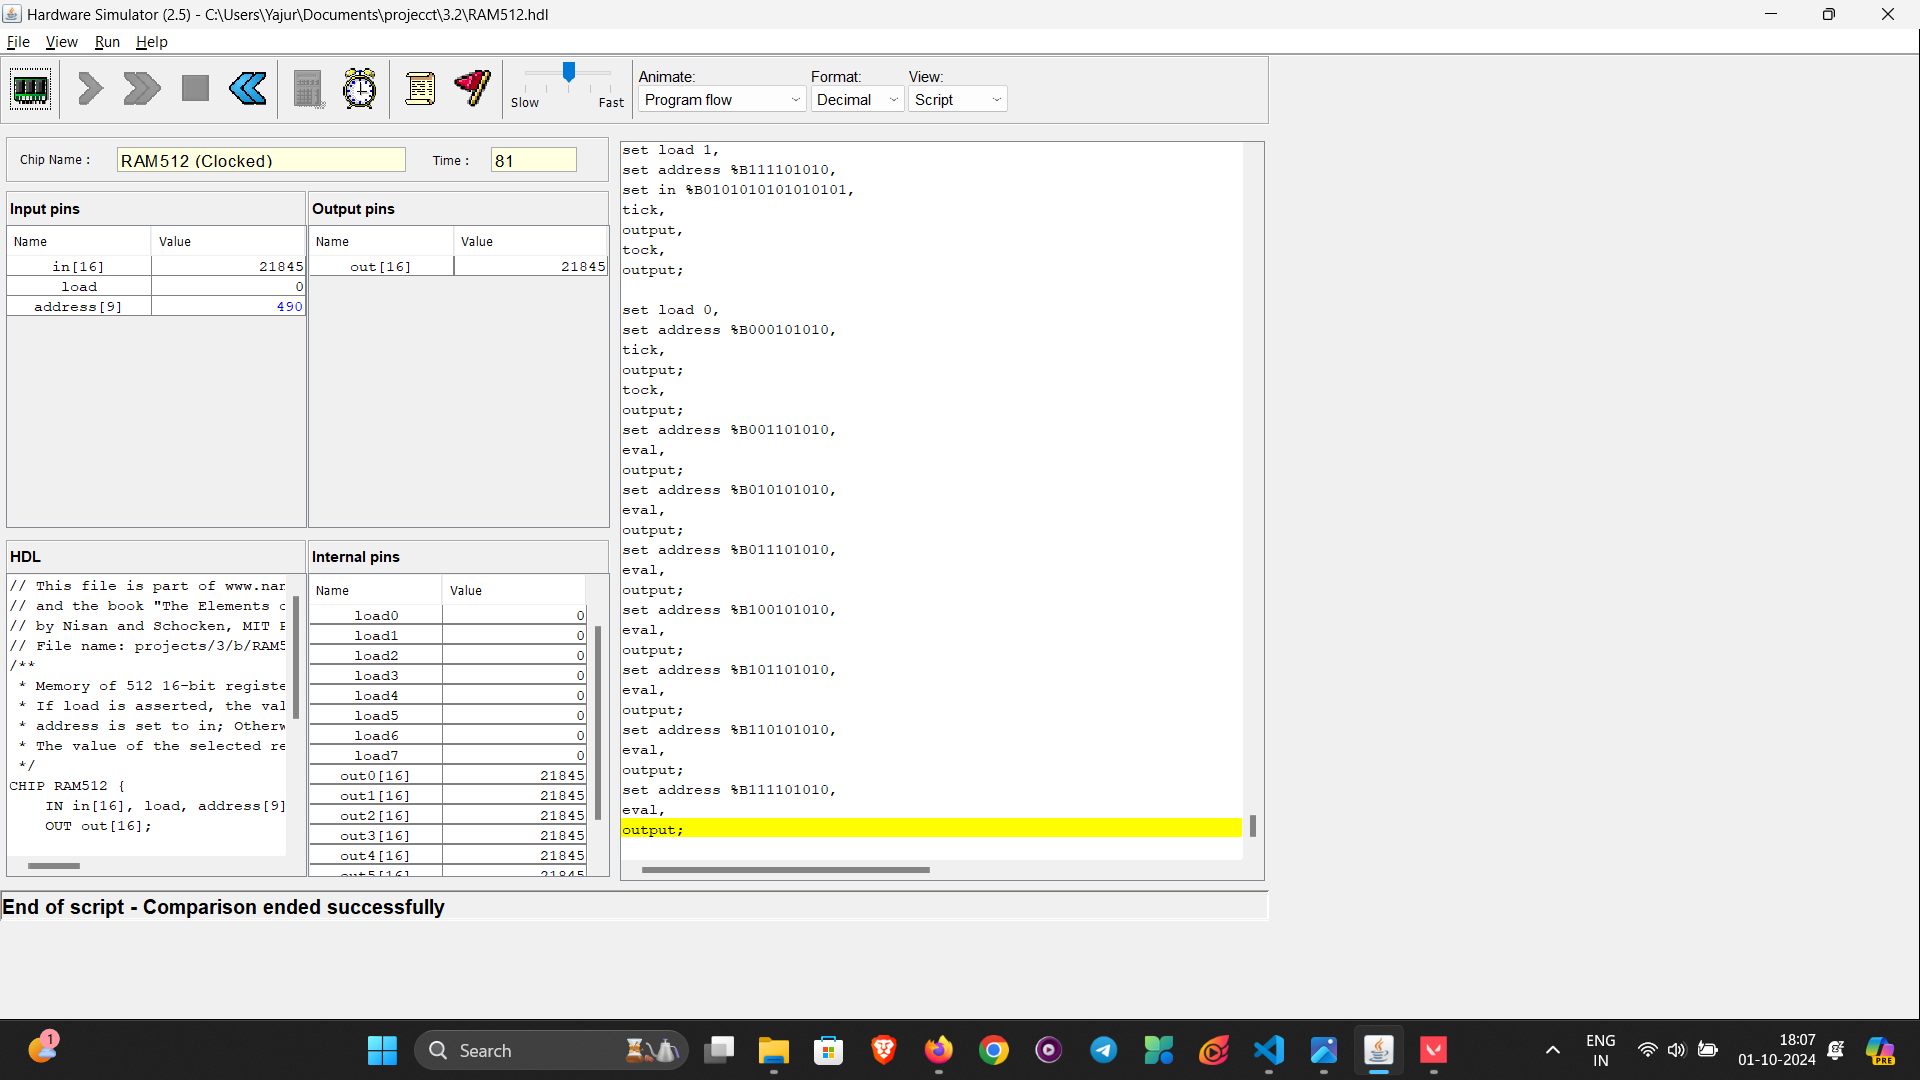 Hardware Simulator (2.5) - C:\Users\Yajur\Documents\projecct\3.2\RAM512.hdl
File View Run Help
Slow Fast
Animate: Format: View:
Program flow Decimal Script
Chip Name : RAM512 (Clocked) Time : 81
Input pins
Name Value
in[16] 21845
load 0
address[9] 490
Output pins
Name Value
out[16] 21845
HDL
// This file is part of www.nan
// and the book "The Elements o
// by Nisan and Schocken, MIT P
// File name: projects/3/b/RAM5
/**
* Memory of 512 16-bit registe
* If load is asserted, the val
* address is set to in; Otherw
* The value of the selected re
*/
CHIP RAM512 {
IN in[16], load, address[9]
OUT out[16];
Internal pins
Name Value
load0 0
load1 0
load2 0
load3 0
load4 0
load5 0
load6 0
load7 0
out0[16] 21845
out1[16] 21845
out2[16] 21845
out3[16] 21845
out4[16] 21845
out5[16] 21845
set load 1,
set address %B111101010,
set in %B0101010101010101,
tick,
output,
tock,
output;
set load 0,
set address %B000101010,
tick,
output;
tock,
output;
set address %B001101010,
eval,
output;
set address %B010101010,
eval,
output;
set address %B011101010,
eval,
output;
set address %B100101010,
eval,
output;
set address %B101101010,
eval,
output;
set address %B110101010,
eval,
output;
set address %B111101010,
eval,
output;
End of script - Comparison ended successfully
1
Search
ENG
IN
18:07
01-10-2024
PRE